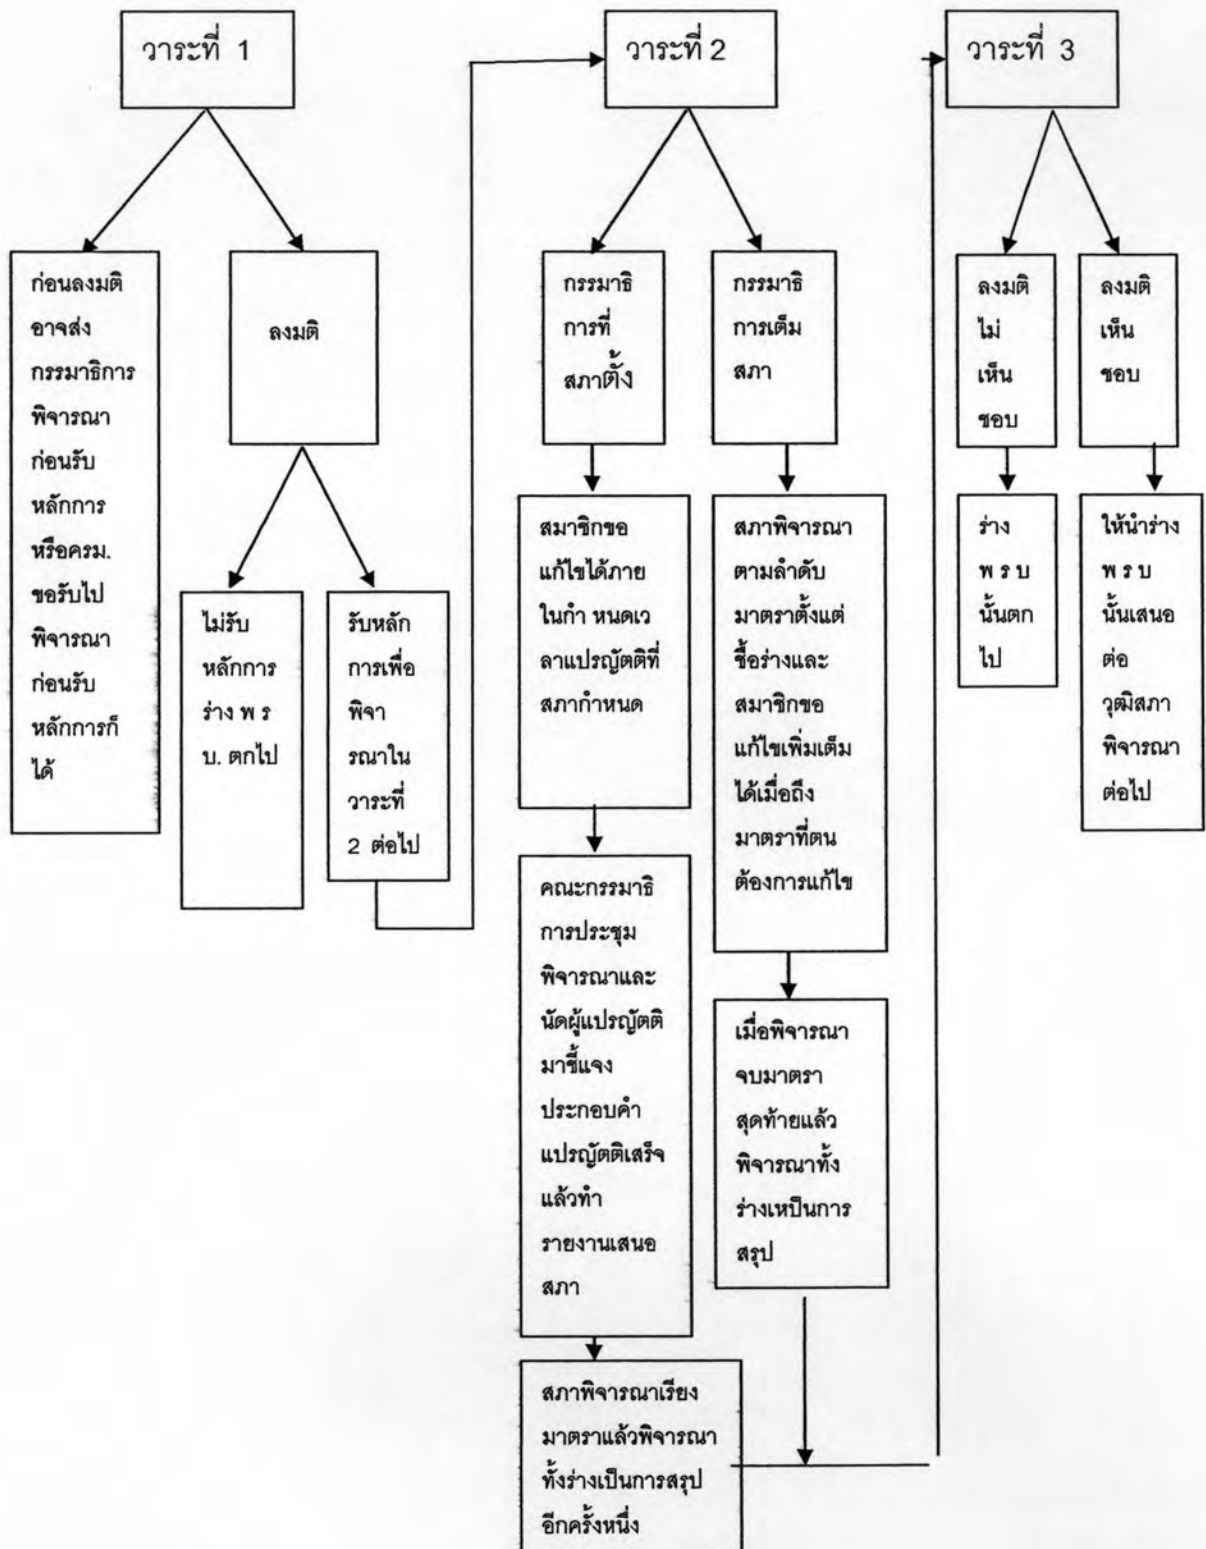 วาระที่ 1
ก่อนลงมติ
อาจส่ง
กรรมาธิการ
พิจารณา
ก่อนรับ
หลักการ
หรือครม.
ขอรับไป
พิจารณา
ก่อนรับ
หลักการก็
ได้
ลงมติ
ไม่รับ
หลักการ
ร่าง พ ร
บ. ตกไป
รับหลัก
การเพื่อ
พิจา
รณาใน
วาระที่
2 ต่อไป
วาระที่ 2
กรรมาธิ
การที่
สภาตั้ง
สมาชิกขอ
แก้ไขได้ภาย
ในกำ หนดเว
ลาแปรญัตติที่
สภากำหนด
คณะกรรมาธิ
การประชุม
พิจารณาและ
นัดผู้แปรญัตติ
มาชี้แจง
ประกอบคำ
แปรญัตติเสร็จ
แล้วทำ
รายงานเสนอ
สภา
สภาพิจารณาเรียง
มาตราแล้วพิจารณา
ทั้งร่างเป็นการสรุป
อีกครั้งหนึ่ง
กรรมาธิ
การเต็ม
สภา
สภาพิจารณา
ตามลำดับ
มาตราตั้งแต่
ชื้อร่างและ
สมาชิกขอ
แก้ไขเพิ่มเต็ม
ได้เมื่อถึง
มาตราที่ตน
ต้องการแก้ไข
เมื่อพิจารณา
จบมาตรา
สุดท้ายแล้ว
พิจารณาทั้ง
ร่างเหป็นการ
สรุป
วาระที่ 3
ลงมติ
ไม่
เห็น
ชอบ
ร่าง
พ ร บ
นั้นตก
ไป
ลงมติ
เห็น
ชอบ
ให้นำร่าง
พ ร บ
นั้นเสนอ
ต่อ
วุฒิสภา
พิจารณา
ต่อไป